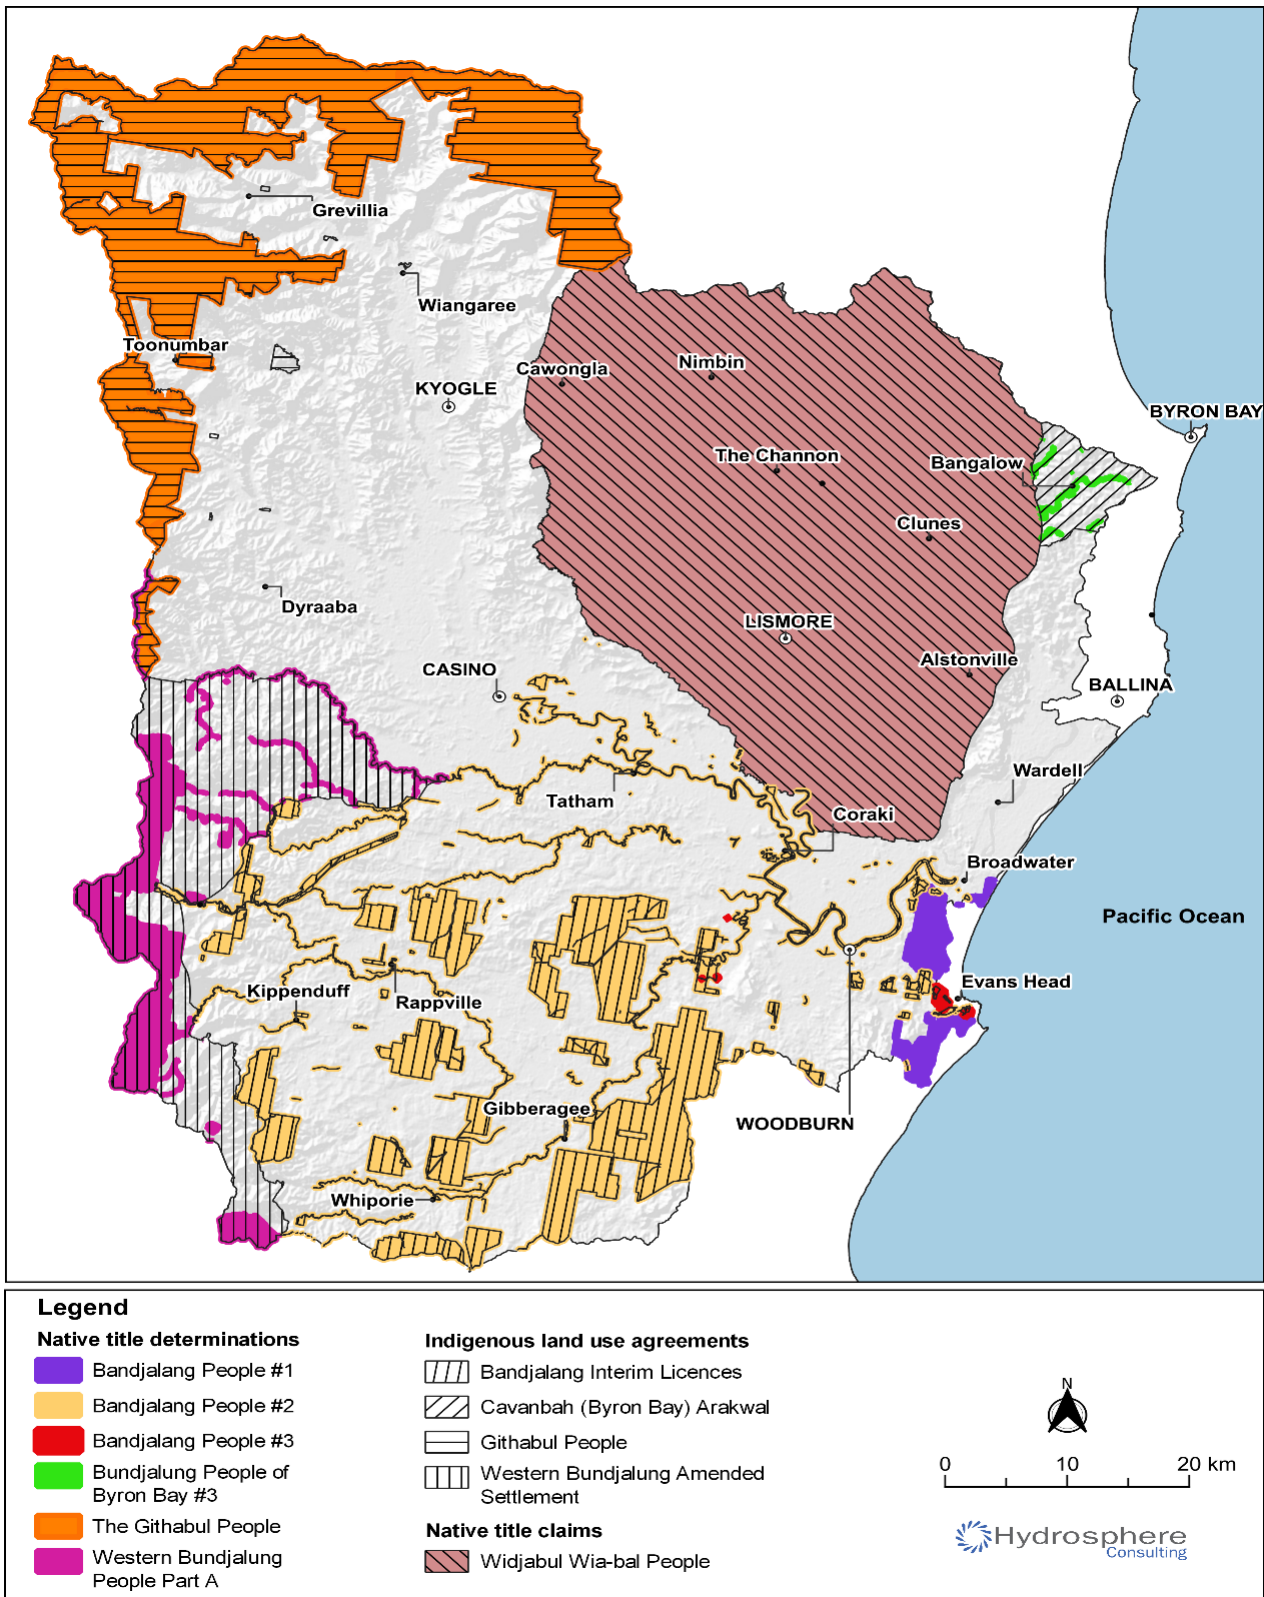 Grevillia
Wiangaree
Toonumbar
Cawongla
Nimbin
KYOGLE
BYRON BAY
The Channon
Bangalow
Clunes
Dyraaba
LISMORE
CASINO
Alstonville
BALLINA
Wardell
Tatham
Coraki
Broadwater
Pacific Ocean
Evans Head
Kippenduff
Rappville
Gibberagee
WOODBURN
Whiporie
Legend
Native title determinations
Bandjalang People #1
Bandjalang People #2
Bandjalang People #3
Bundjalung People of
Byron Bay #3
The Githabul People
Western Bundjalung
People Part A
Indigenous land use agreements
Bandjalang Interim Licences
Cavanbah (Byron Bay) Arakwal
Githabul People
Western Bundjalung Amended
Settlement
Native title claims
Widjabul Wia-bal People
N
0 10 20 km
Hydrosphere
Consulting